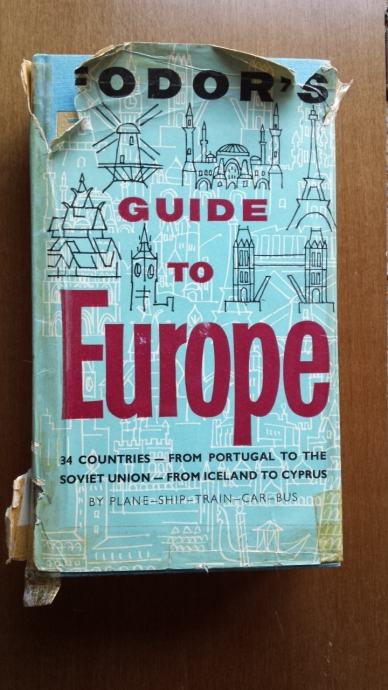 FODOR'S
GUIDE
TO
Europe
34 COUNTRIES — FROM PORTUGAL TO THE
SOVIET UNION — FROM ICELAND TO CYPRUS
BY PLANE—SHIP—TRAIN—CAR—BUS